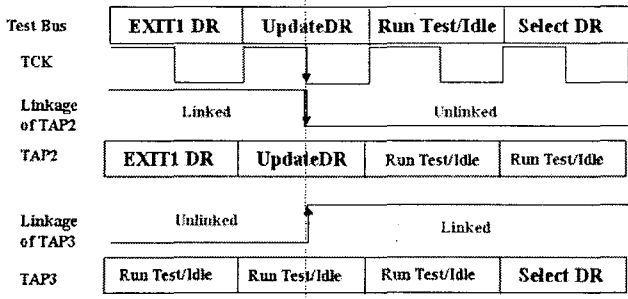 Test Bus EXIT1 DR UpdateDR Run Test/Idle Select DR
TCK
Linkage of TAP2 Linked Unlinked
TAP2 EXIT1 DR UpdateDR Run Test/Idle Run Test/Idle
Linkage of TAP3 Unlinked Linked
TAP3 Run Test/Idle Run Test/Idle Run Test/Idle Select DR